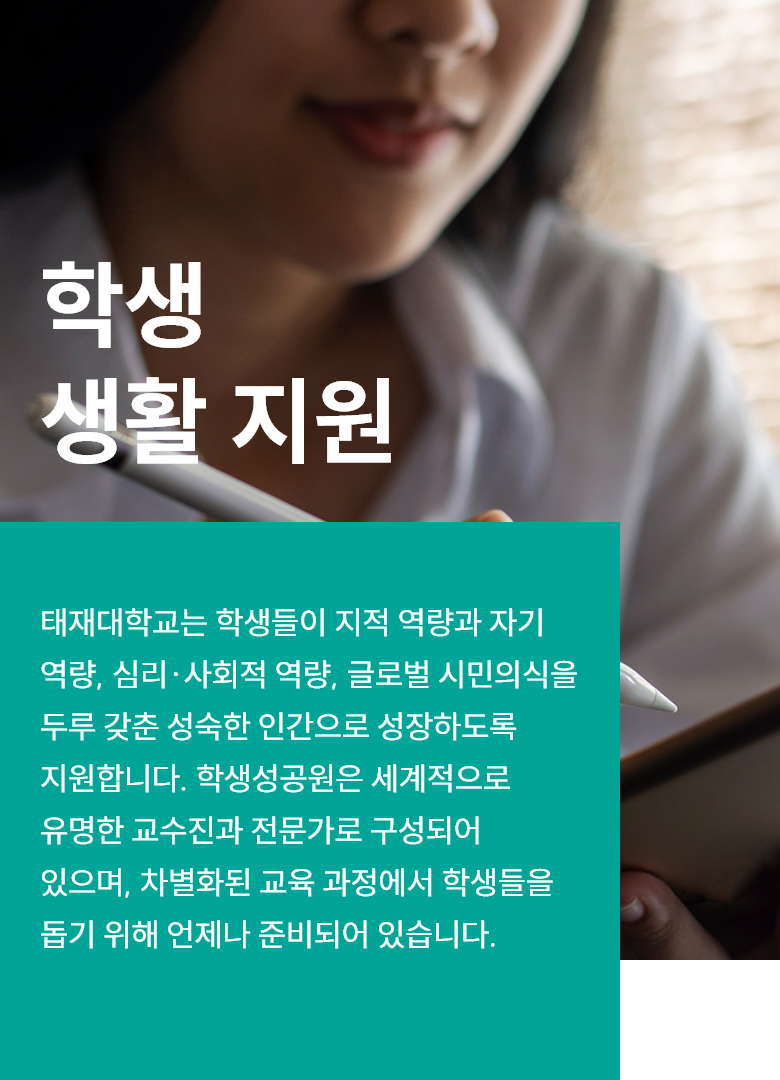 학생
생활 지원
태재대학교는 학생들이 지적 역량과 자기
역량, 심리·사회적 역량, 글로벌 시민의식을
두루 갖춘 성숙한 인간으로 성장하도록
지원합니다. 학생성공원은 세계적으로
유명한 교수진과 전문가로 구성되어
있으며, 차별화된 교육 과정에서 학생들을
돕기 위해 언제나 준비되어 있습니다.